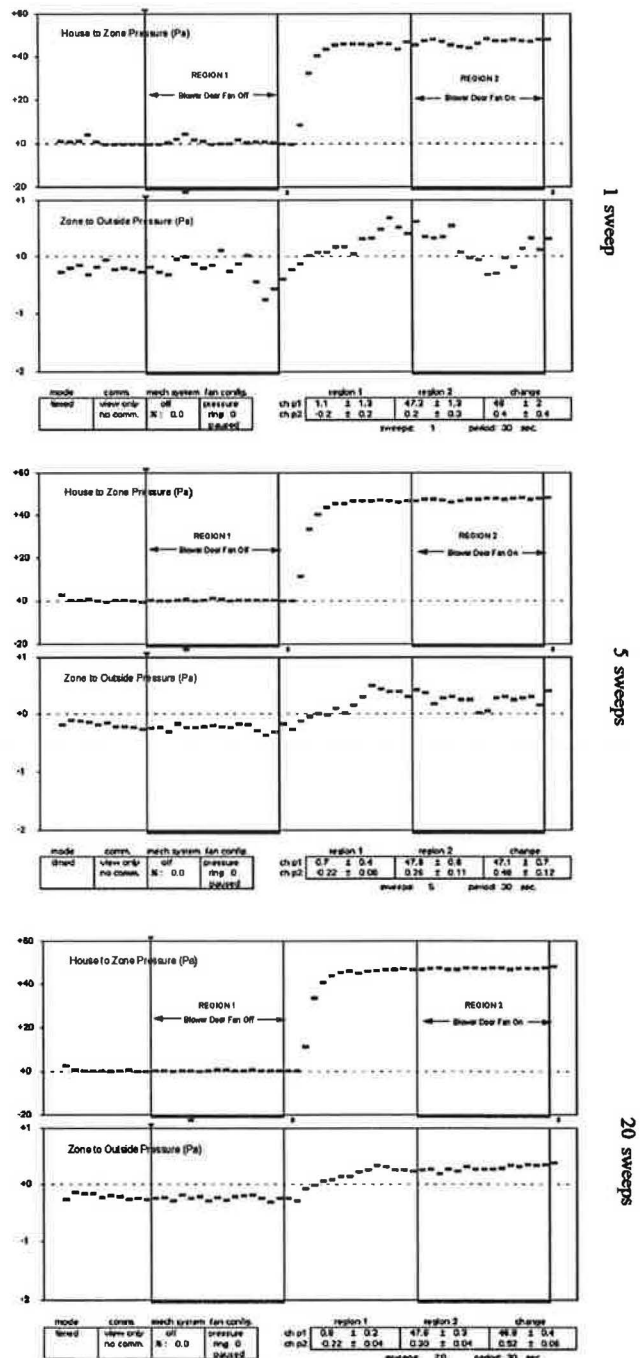 +60
House to Zone Pressure (Pa)
+40
REGION 1
REGION 2
Blower Door Fan Off
Blower Door Fan On
+20
+0
-20
+1
Zone to Outside Pressure (Pa)
+0
-1
-2
1 sweep
mode comm. mech system fan config. region 1 region 2 change
timed view only off pressure ch p1 1.1 ± 1.3 47.3 ± 1.3 46 ± 2
no comm. %: 0.0 ring 0 ch p2 -0.2 ± 0.2 0.2 ± 0.3 0.4 ± 0.4
paused sweeps: 1 period: 30 sec.
+60
House to Zone Pressure (Pa)
+40
REGION 1
REGION 2
Blower Door Fan Off
Blower Door Fan On
+20
+0
-20
+1
Zone to Outside Pressure (Pa)
+0
-1
-2
5 sweeps
mode comm. mech system fan config. region 1 region 2 change
timed view only off pressure ch p1 0.7 ± 0.4 47.8 ± 0.6 47.1 ± 0.7
no comm. %: 0.0 ring 0 ch p2 -0.22 ± 0.06 0.26 ± 0.11 0.48 ± 0.12
paused sweeps: 5 period: 30 sec.
+60
House to Zone Pressure (Pa)
+40
REGION 1
REGION 2
Blower Door Fan Off
Blower Door Fan On
+20
+0
-20
+1
Zone to Outside Pressure (Pa)
+0
-1
-2
20 sweeps
mode comm. mech system fan config. region 1 region 2 change
timed view only off pressure ch p1 ± 0.2 47.6 ± 0.3 ± 0.4
no comm. %: 0.0 ring 0 ch p2 -0.22 ± 0.04 0.30 ± 0.04 0.52 ± 0.06
paused sweeps: 20 period: 30 sec.